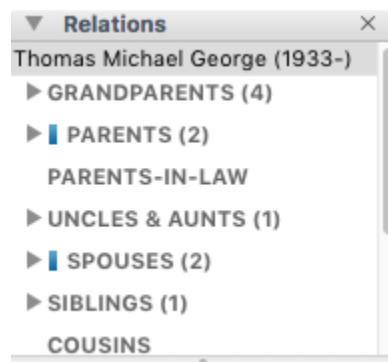 Relations
Thomas Michael George (1933-)
GRANDPARENTS (4)
PARENTS (2)
PARENTS-IN-LAW
UNCLES & AUNTS (1)
SPOUSES (2)
SIBLINGS (1)
COUSINS